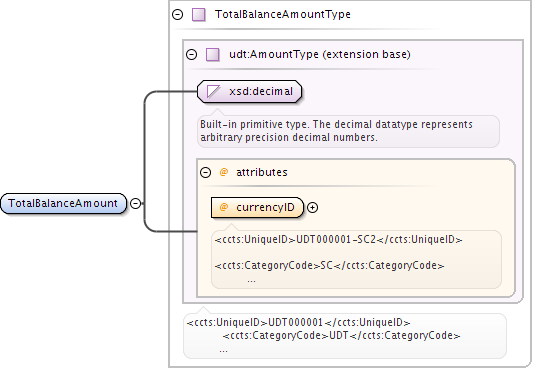 TotalBalanceAmountType
udt:AmountType (extension base)
xsd:decimal
Built-in primitive type. The decimal datatype represents
arbitrary precision decimal numbers.
@ attributes
TotalBalanceAmount
@ currencyID
<ccts:UniqueID>UDT000001-SC2</ccts:UniqueID>
<ccts:CategoryCode>SC</ccts:CategoryCode>
...
<ccts:UniqueID>UDT000001</ccts:UniqueID>
<ccts:CategoryCode>UDT</ccts:CategoryCode>
...